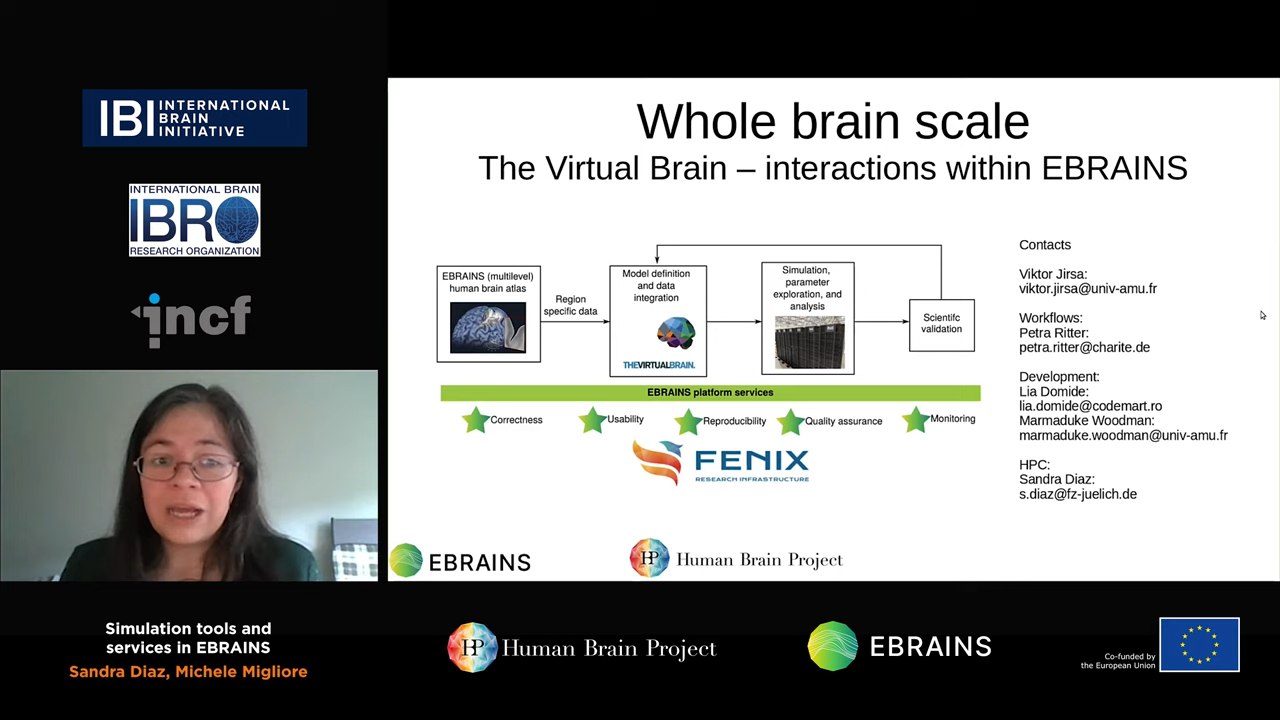 IBI INTERNATIONAL
BRAIN
INITIATIVE
INTERNATIONAL BRAIN
IBRO
RESEARCH ORGANIZATION
incf
Simulation tools and
services in EBRAINS
Sandra Diaz, Michele Migliore
Whole brain scale
The Virtual Brain – interactions within EBRAINS
EBRAINS (multilevel)
human brain atlas
Region
specific data
Model definition
and data
integration
THEVIRTUALBRAIN.
Simulation,
parameter
exploration, and
analysis
Scientifc
validation
EBRAINS platform services
Correctness
Usability
Reproducibility
Quality assurance
Monitoring
FENIX
RESEARCH INFRASTRUCTURE
Contacts
Viktor Jirsa:
viktor.jirsa@univ-amu.fr
Workflows:
Petra Ritter:
petra.ritter@charite.de
Development:
Lia Domide:
lia.domide@codemart.ro
Marmaduke Woodman:
marmaduke.woodman@univ-amu.fr
HPC:
Sandra Diaz:
s.diaz@fz-juelich.de
EBRAINS
HP Human Brain Project
HP Human Brain Project
EBRAINS
Co-funded by
the European Union